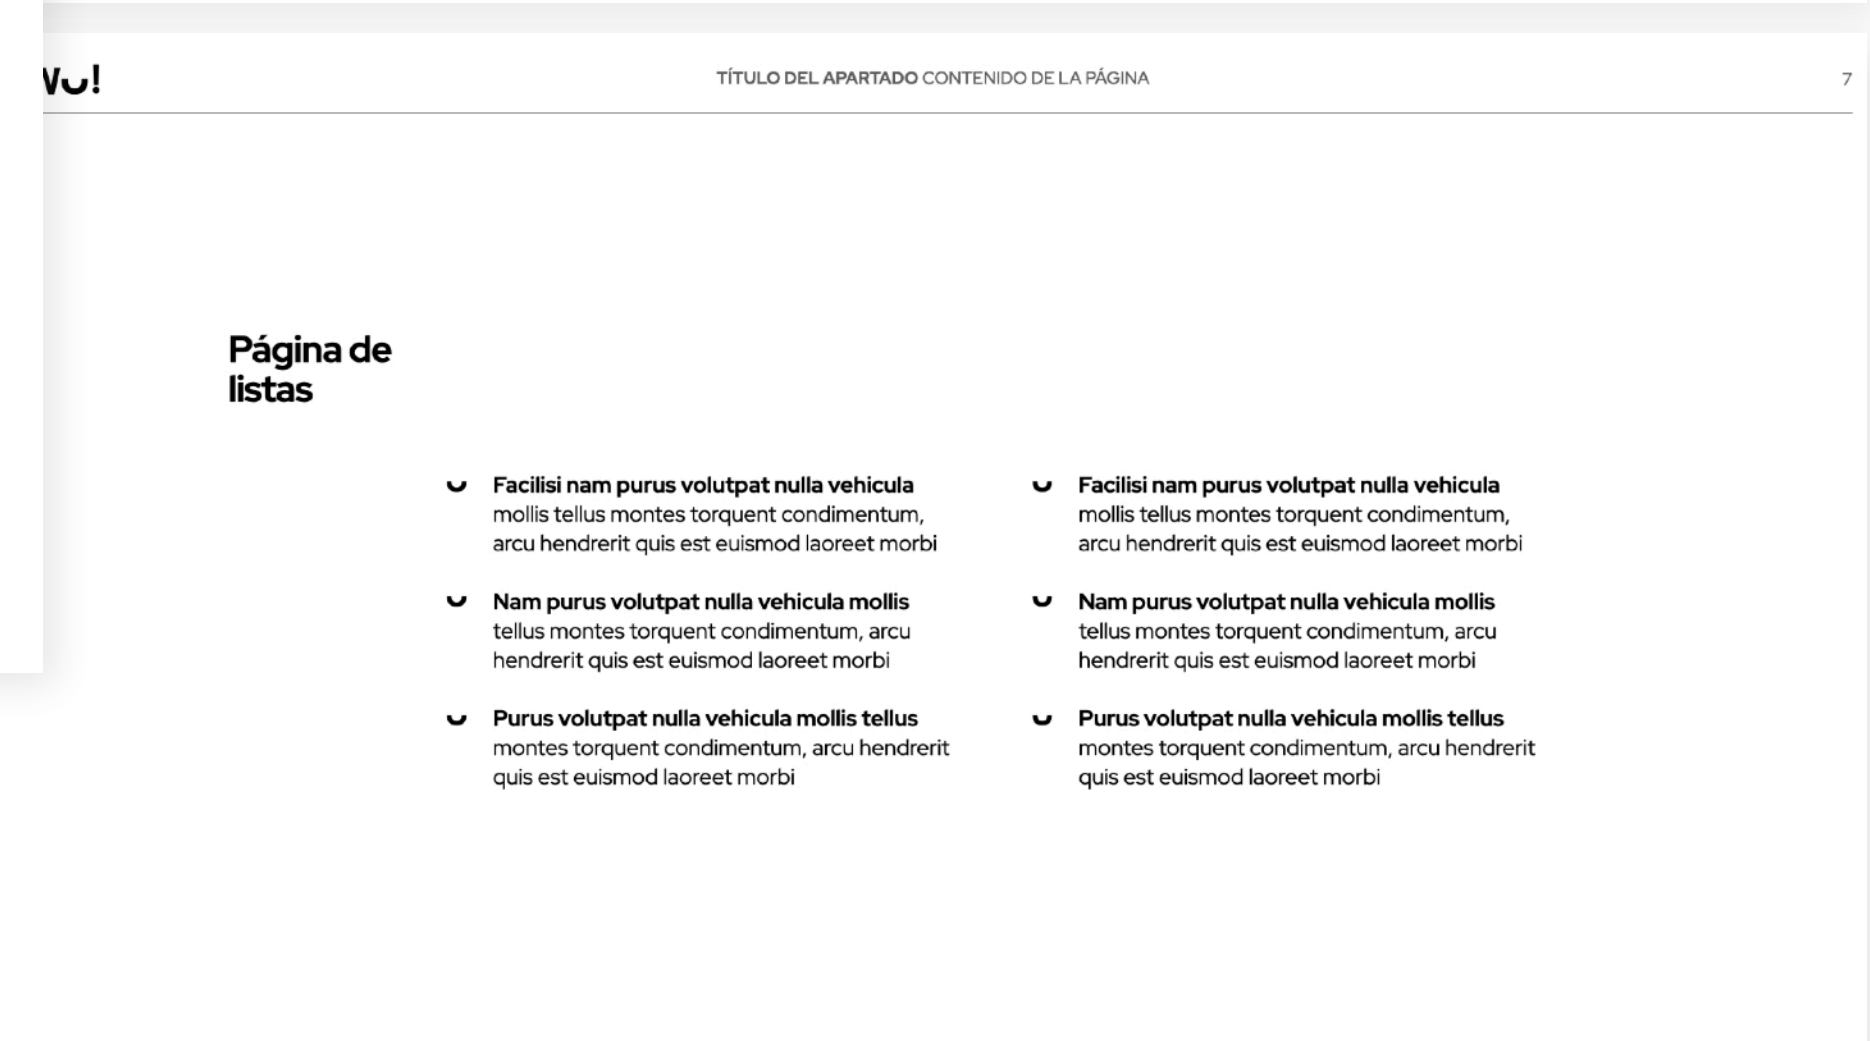 TÍTULO DEL APARTADO CONTENIDO DE LA PÁGINA
7
Página de
listas
Facilisi nam purus volutpat nulla vehicula
mollis tellus montes torquent condimentum,
arcu hendrerit quis est euismod laoreet morbi
Nam purus volutpat nulla vehicula mollis
tellus montes torquent condimentum, arcu
hendrerit quis est euismod laoreet morbi
Purus volutpat nulla vehicula mollis tellus
montes torquent condimentum, arcu hendrerit
quis est euismod laoreet morbi
Facilisi nam purus volutpat nulla vehicula
mollis tellus montes torquent condimentum,
arcu hendrerit quis est euismod laoreet morbi
Nam purus volutpat nulla vehicula mollis
tellus montes torquent condimentum, arcu
hendrerit quis est euismod laoreet morbi
Purus volutpat nulla vehicula mollis tellus
montes torquent condimentum, arcu hendrerit
quis est euismod laoreet morbi